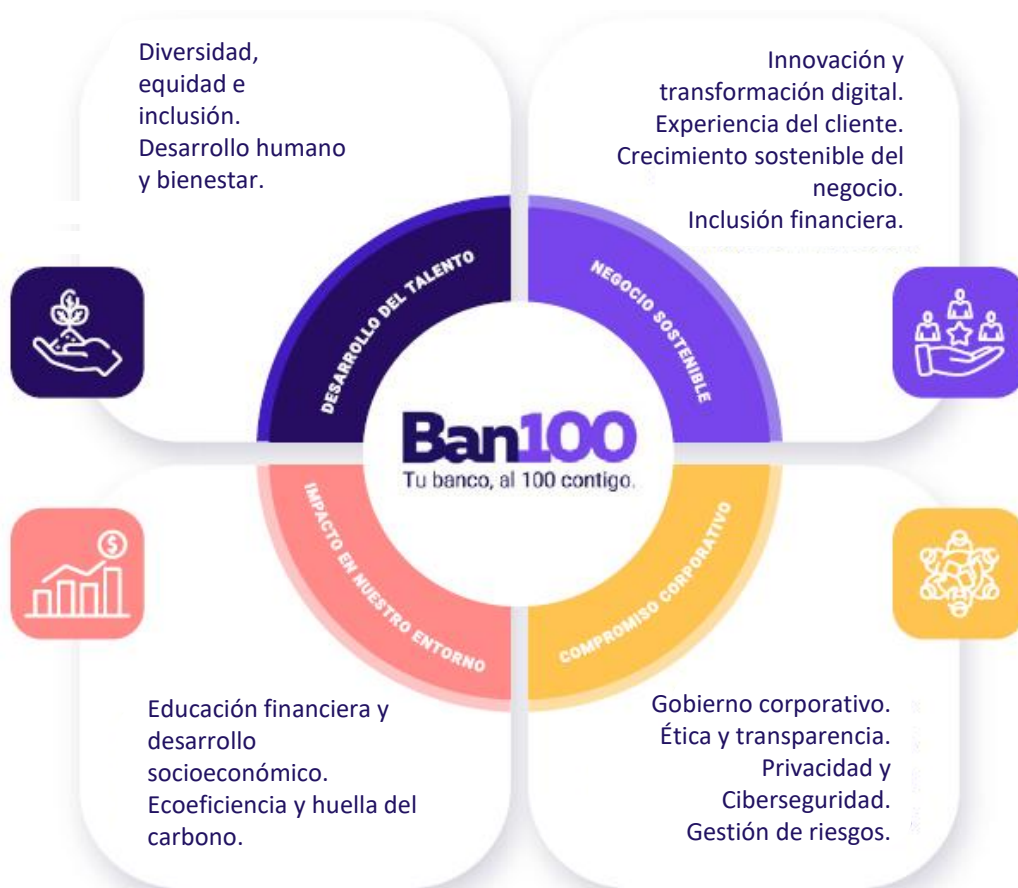 Diversidad,
equidad e
inclusión.
Desarrollo humano
y bienestar.
Innovación y
transformación digital.
Experiencia del cliente.
Crecimiento sostenible del
negocio.
Inclusión financiera.
DESARROLLO DEL TALENTO
NEGOCIO SOSTENIBLE
Ban100
Tu banco, al 100 contigo.
IMPACTO EN NUESTRO ENTORNO
COMPROMISO CORPORATIVO
$
Educación financiera y
desarrollo
socioeconómico.
Ecoeficiencia y huella del
carbono.
Gobierno corporativo.
Ética y transparencia.
Privacidad y
Ciberseguridad.
Gestión de riesgos.